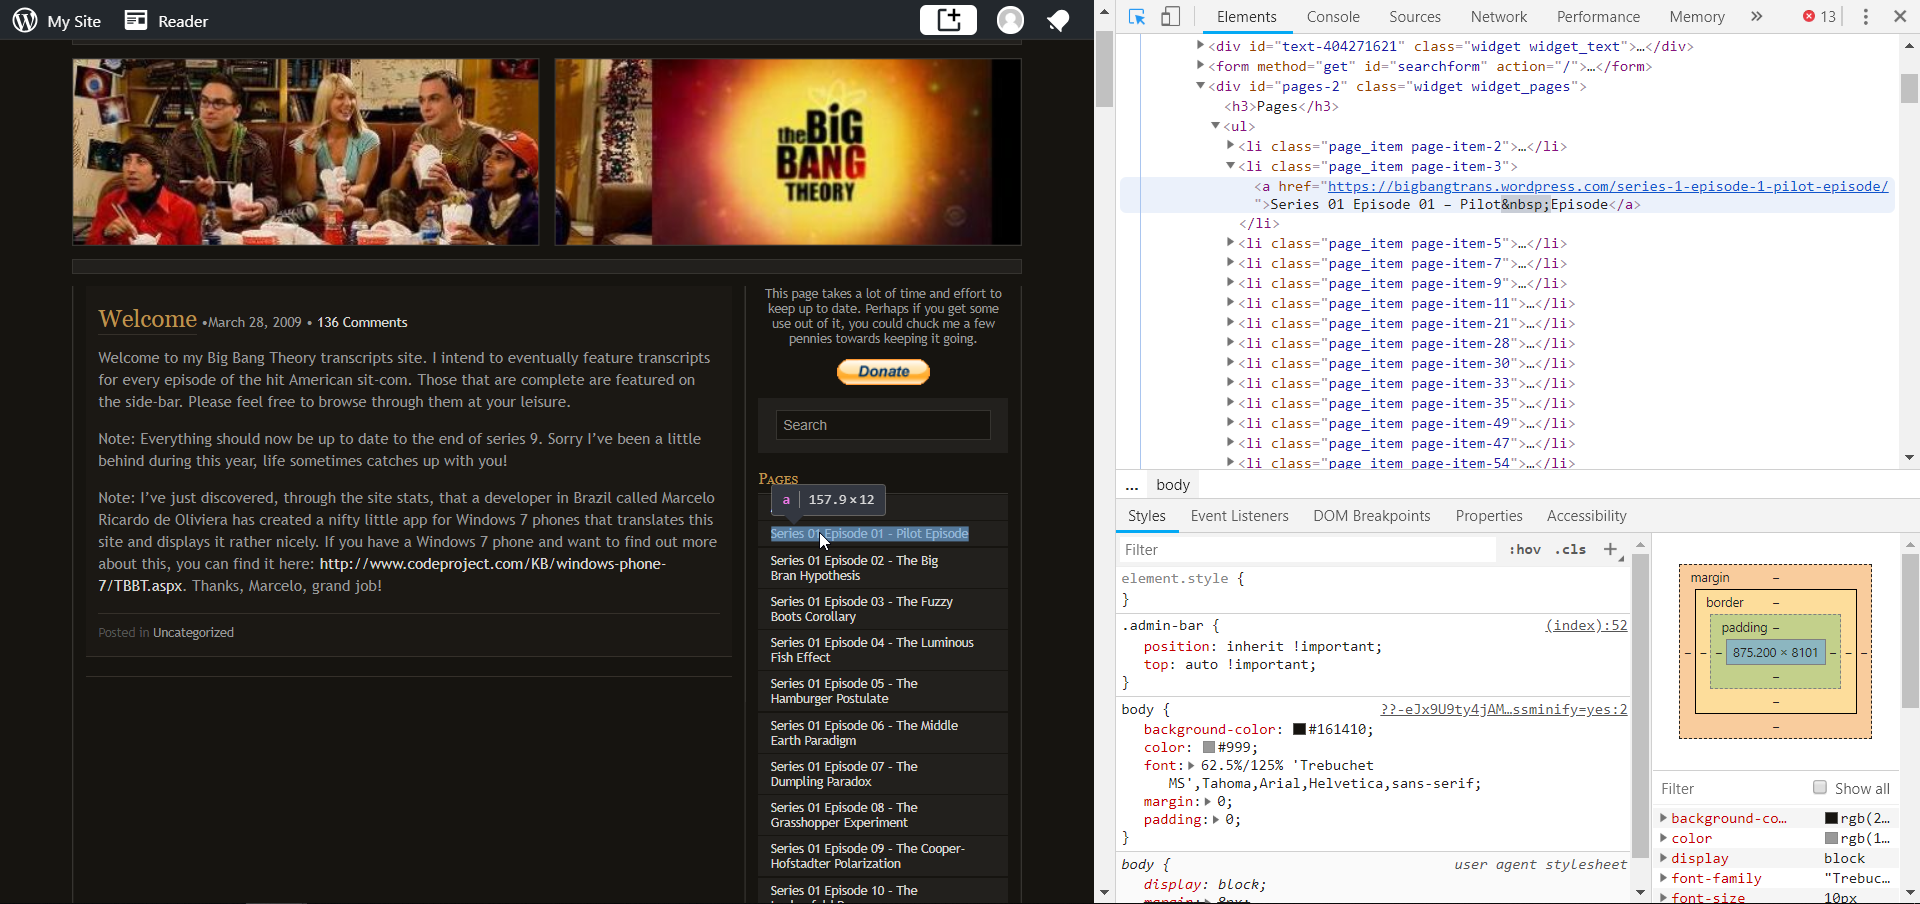 My Site
Reader
the BiG
BANG
THEORY
Welcome •March 28, 2009 • 136 Comments
Welcome to my Big Bang Theory transcripts site. I intend to eventually feature transcripts
for every episode of the hit American sit-com. Those that are complete are featured on
the side-bar. Please feel free to browse through them at your leisure.
Note: Everything should now be up to date to the end of series 9. Sorry I've been a little
behind during this year, life sometimes catches up with you!
Note: I've just discovered, through the site stats, that a developer in Brazil called Marcelo
Ricardo de Oliviera has created a nifty little app for Windows 7 phones that translates this
site and displays it rather nicely. If you have a Windows 7 phone and want to find out more
about this, you can find it here: http://www.codeproject.com/KB/windows-phone-
7/TBBT.aspx. Thanks, Marcelo, grand job!
Posted in Uncategorized
This page takes a lot of time and effort to
keep up to date. Perhaps if you get some
use out of it, you could chuck me a few
pennies towards keeping it going.
Donate
Search
Pages
a 157.9 × 12
Series 01 Episode 01 - Pilot Episode
Series 01 Episode 02 - The Big
Bran Hypothesis
Series 01 Episode 03 - The Fuzzy
Boots Corollary
Series 01 Episode 04 - The Luminous
Fish Effect
Series 01 Episode 05 - The
Hamburger Postulate
Series 01 Episode 06 - The Middle
Earth Paradigm
Series 01 Episode 07 - The
Dumpling Paradox
Series 01 Episode 08 - The
Grasshopper Experiment
Series 01 Episode 09 - The Cooper-
Hofstadter Polarization
Series 01 Episode 10 - The
Elements Console Sources Network Performance Memory » 13
<div id="text-404271621" class="widget widget_text">…</div>
<form method="get" id="searchform" action="/">…</form>
<div id="pages-2" class="widget widget_pages">
<h3>Pages</h3>
<ul>
<li class="page_item page-item-2">…</li>
<li class="page_item page-item-3">
<a href="https://bigbangtrans.wordpress.com/series-1-episode-1-pilot-episode/
">Series 01 Episode 01 – Pilot&nbsp;Episode</a>
</li>
<li class="page_item page-item-5">…</li>
<li class="page_item page-item-7">…</li>
<li class="page_item page-item-9">…</li>
<li class="page_item page-item-11">…</li>
<li class="page_item page-item-21">…</li>
<li class="page_item page-item-28">…</li>
<li class="page_item page-item-30">…</li>
<li class="page_item page-item-33">…</li>
<li class="page_item page-item-35">…</li>
<li class="page_item page-item-49">…</li>
<li class="page_item page-item-47">…</li>
<li class="page_item page-item-54">…</li>
... body
Styles Event Listeners DOM Breakpoints Properties Accessibility
Filter :hov .cls +
element.style {
}
.admin-bar { (index):52
position: inherit !important;
top: auto !important;
}
body { ??-eJx9U9ty4jAM…ssminify=yes:2
background-color: #161410;
color: #999;
font: 62.5%/125% 'Trebuchet
MS',Tahoma,Arial,Helvetica,sans-serif;
margin: 0;
padding: 0;
}
body { user agent stylesheet
display: block;
margin: 8px;
margin –
border –
padding –
– – – 875.200 × 8101 – – –
–
–
–
Filter Show all
background-co… rgb(2…
color rgb(1…
display block
font-family "Trebuc…
font-size 10px